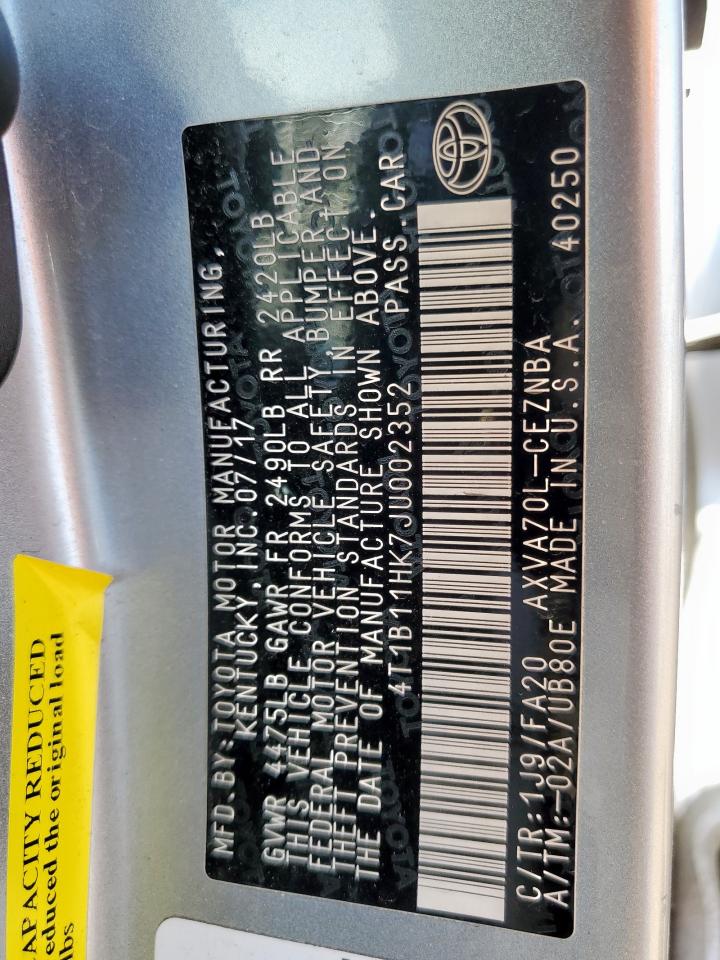 MFD.BY:TOYOTA MOTOR MANUFACTURING,
KENTUCKY, INC. 07/17
GVWR 4475LB GAWR FR 2490LB RR 2420LB
THIS VEHICLE CONFORMS TO ALL APPLICABLE
FEDERAL MOTOR VEHICLE SAFETY, BUMPER, AND
THEFT PREVENTION STANDARDS IN EFFECT ON
THE DATE OF MANUFACTURE SHOWN ABOVE.
4T1B11HK7JU002352 PASS.CAR
C/TR:1J9/FA20 AXVA70L-CEZNBA
A/TM:-02A/UB80E MADE IN U.S.A. 40250
APACITY REDUCED
educed the original load
lbs